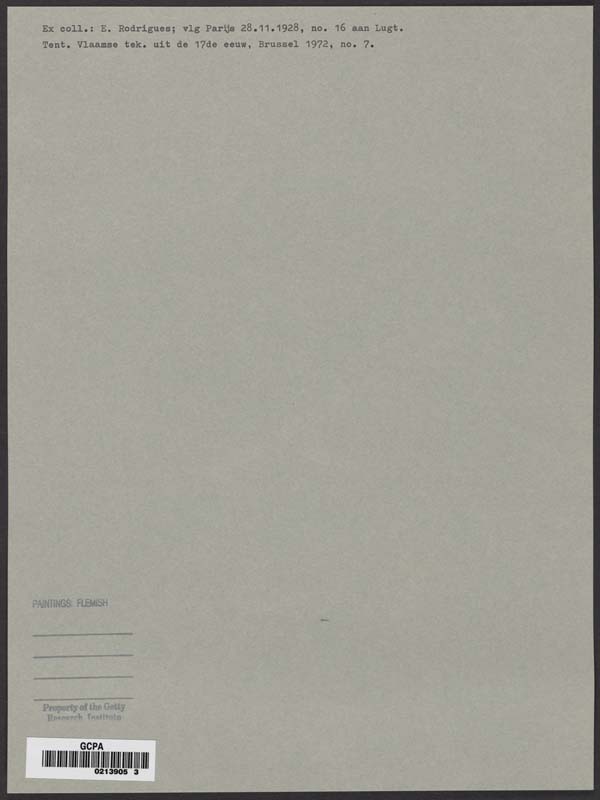 Ex coll.: E. Rodrigues; vlg Parijs 28.11.1928, no. 16 aan Lugt.
Tent. Vlaamse tek. uit de 17de eeuw, Brussel 1972, no. 7.
PAINTINGS: FLEMISH
Property of the Getty
Research Institute
GCPA
0213905 3